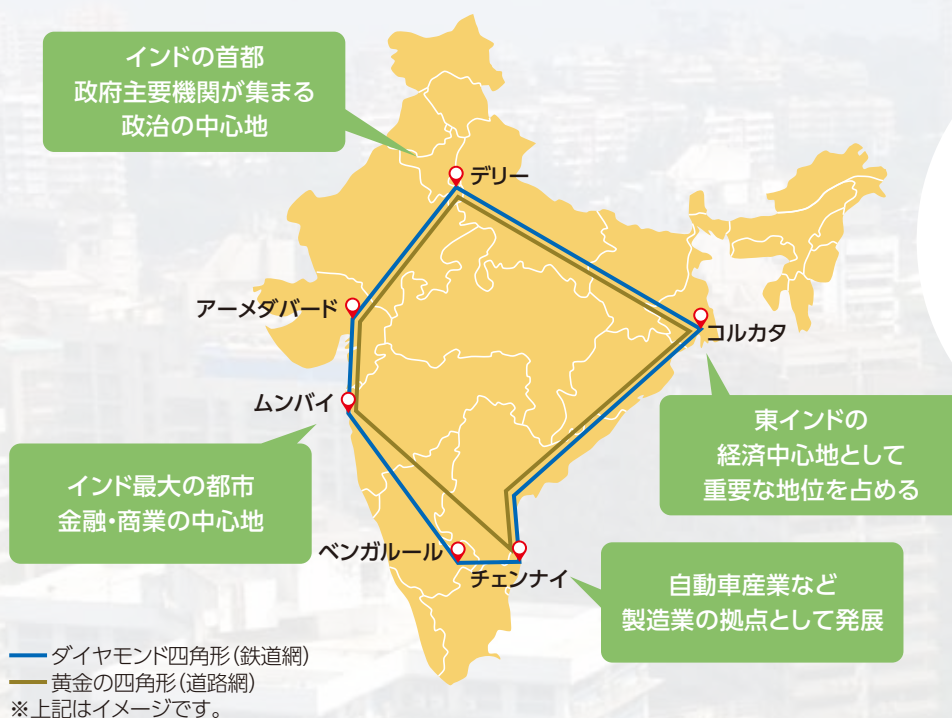 インドの首都
政府主要機関が集まる
政治の中心地
デリー
アーメダバード
コルカタ
ムンバイ
東インドの
経済中心地として
重要な地位を占める
インド最大の都市
金融・商業の中心地
ベンガルール
チェンナイ
自動車産業など
製造業の拠点として発展
ダイヤモンド四角形(鉄道網)
黄金の四角形(道路網)
※上記はイメージです。